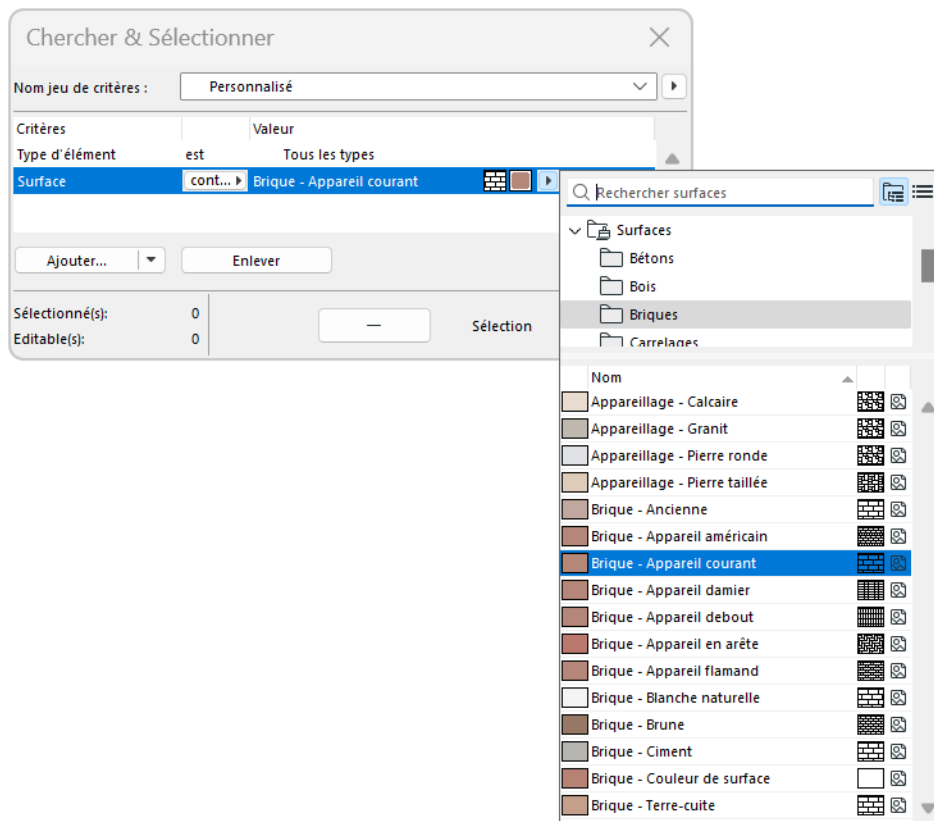 Chercher & Sélectionner
Nom jeu de critères :
Personnalisé
Critères Valeur
Type d'élément est Tous les types
Surface cont... Brique - Appareil courant
Ajouter... Enlever
Sélectionné(s): 0
Editable(s): 0
— Sélection
Rechercher surfaces
Surfaces
Bétons
Bois
Briques
Carrelages
Nom
Appareillage - Calcaire
Appareillage - Granit
Appareillage - Pierre ronde
Appareillage - Pierre taillée
Brique - Ancienne
Brique - Appareil américain
Brique - Appareil courant
Brique - Appareil damier
Brique - Appareil debout
Brique - Appareil en arête
Brique - Appareil flamand
Brique - Blanche naturelle
Brique - Brune
Brique - Ciment
Brique - Couleur de surface
Brique - Terre-cuite